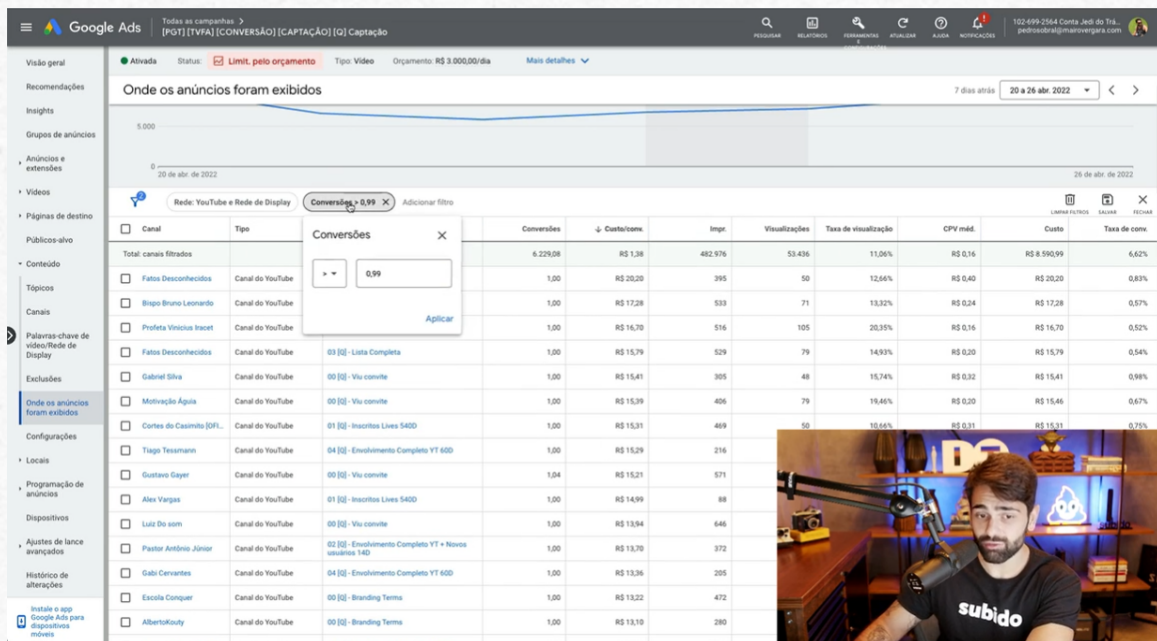 Google Ads
Todas as campanhas >
[PGT] [TVFA] [CONVERSÃO] [CAPTAÇÃO] [Q] Captação
PESQUISAR
RELATÓRIOS
FERRAMENTAS E
ATUALIZAR
AJUDA
NOTIFICAÇÕES
102-699-2564 Conta Jedi do Trá...
pedrosobral@mairovergara.com
Visão geral
Recomendações
Insights
Grupos de anúncios
Anúncios e extensões
Vídeos
Páginas de destino
Públicos-alvo
Conteúdo
Tópicos
Canais
Palavras-chave de vídeo/Rede de Display
Exclusões
Onde os anúncios foram exibidos
Configurações
Locais
Programação de anúncios
Dispositivos
Ajustes de lance avançados
Histórico de alterações
Instale o app Google Ads para dispositivos móveis
Ativada Status: Limit. pelo orçamento Tipo: Vídeo Orçamento: R$ 3.000,00/dia Mais detalhes
Onde os anúncios foram exibidos
7 dias atrás 20 a 26 abr. 2022
5.000
0
20 de abr. de 2022
26 de abr. de 2022
2
Rede: YouTube e Rede de Display
Conversões > 0,99
Adicionar filtro
LIMPAR FILTROS
SALVAR
FECHAR
Conversões
> 0,99
Aplicar
Canal Tipo Conversões Custo/conv. Impr. Visualizações Taxa de visualização CPV méd. Custo Taxa de conv.
Total: canais filtrados 6.229,08 R$ 1,38 482.976 53.436 11,06% R$ 0,16 R$ 8.590,99 6,62%
Fatos Desconhecidos Canal do YouTube 1,00 R$ 20,20 395 50 12,66% R$ 0,40 R$ 20,20 0,83%
Bispo Bruno Leonardo Canal do YouTube 1,00 R$ 17,28 533 71 13,32% R$ 0,24 R$ 17,28 0,57%
Profeta Vinicius Iracet Canal do YouTube 1,00 R$ 16,70 516 105 20,35% R$ 0,16 R$ 16,70 0,52%
Fatos Desconhecidos Canal do YouTube 03 [Q] - Lista Completa 1,00 R$ 15,79 529 79 14,93% R$ 0,20 R$ 15,79 0,54%
Gabriel Silva Canal do YouTube 00 [Q] - Viu convite 1,00 R$ 15,41 305 48 15,74% R$ 0,32 R$ 15,41 0,98%
Motivação Águia Canal do YouTube 00 [Q] - Viu convite 1,00 R$ 15,39 406 79 19,46% R$ 0,20 R$ 15,46 0,67%
Cortes do Casimito [OFI... Canal do YouTube 01 [Q] - Inscritos Lives 540D 1,00 R$ 15,31 469 50 10,66% R$ 0,31 R$ 15,31 0,75%
Tiago Tessmann Canal do YouTube 04 [Q] - Envolvimento Completo YT 60D 1,00 R$ 15,29 216
Gustavo Gayer Canal do YouTube 00 [Q] - Viu convite 1,04 R$ 15,21 571
Alex Vargas Canal do YouTube 01 [Q] - Inscritos Lives 540D 1,00 R$ 14,99 88
Luiz Do som Canal do YouTube 00 [Q] - Viu convite 1,00 R$ 13,94 646
Pastor Antônio Júnior Canal do YouTube 02 [Q] - Envolvimento Completo YT + Novos usuários 14D 1,00 R$ 13,70 372
Gabi Cervantes Canal do YouTube 04 [Q] - Envolvimento Completo YT 60D 1,00 R$ 13,36 205
Escola Conquer Canal do YouTube 00 [Q] - Branding Terms 1,00 R$ 13,22 472
AlbertoKouty Canal do YouTube 00 [Q] - Branding Terms 1,00 R$ 13,10 280
subido